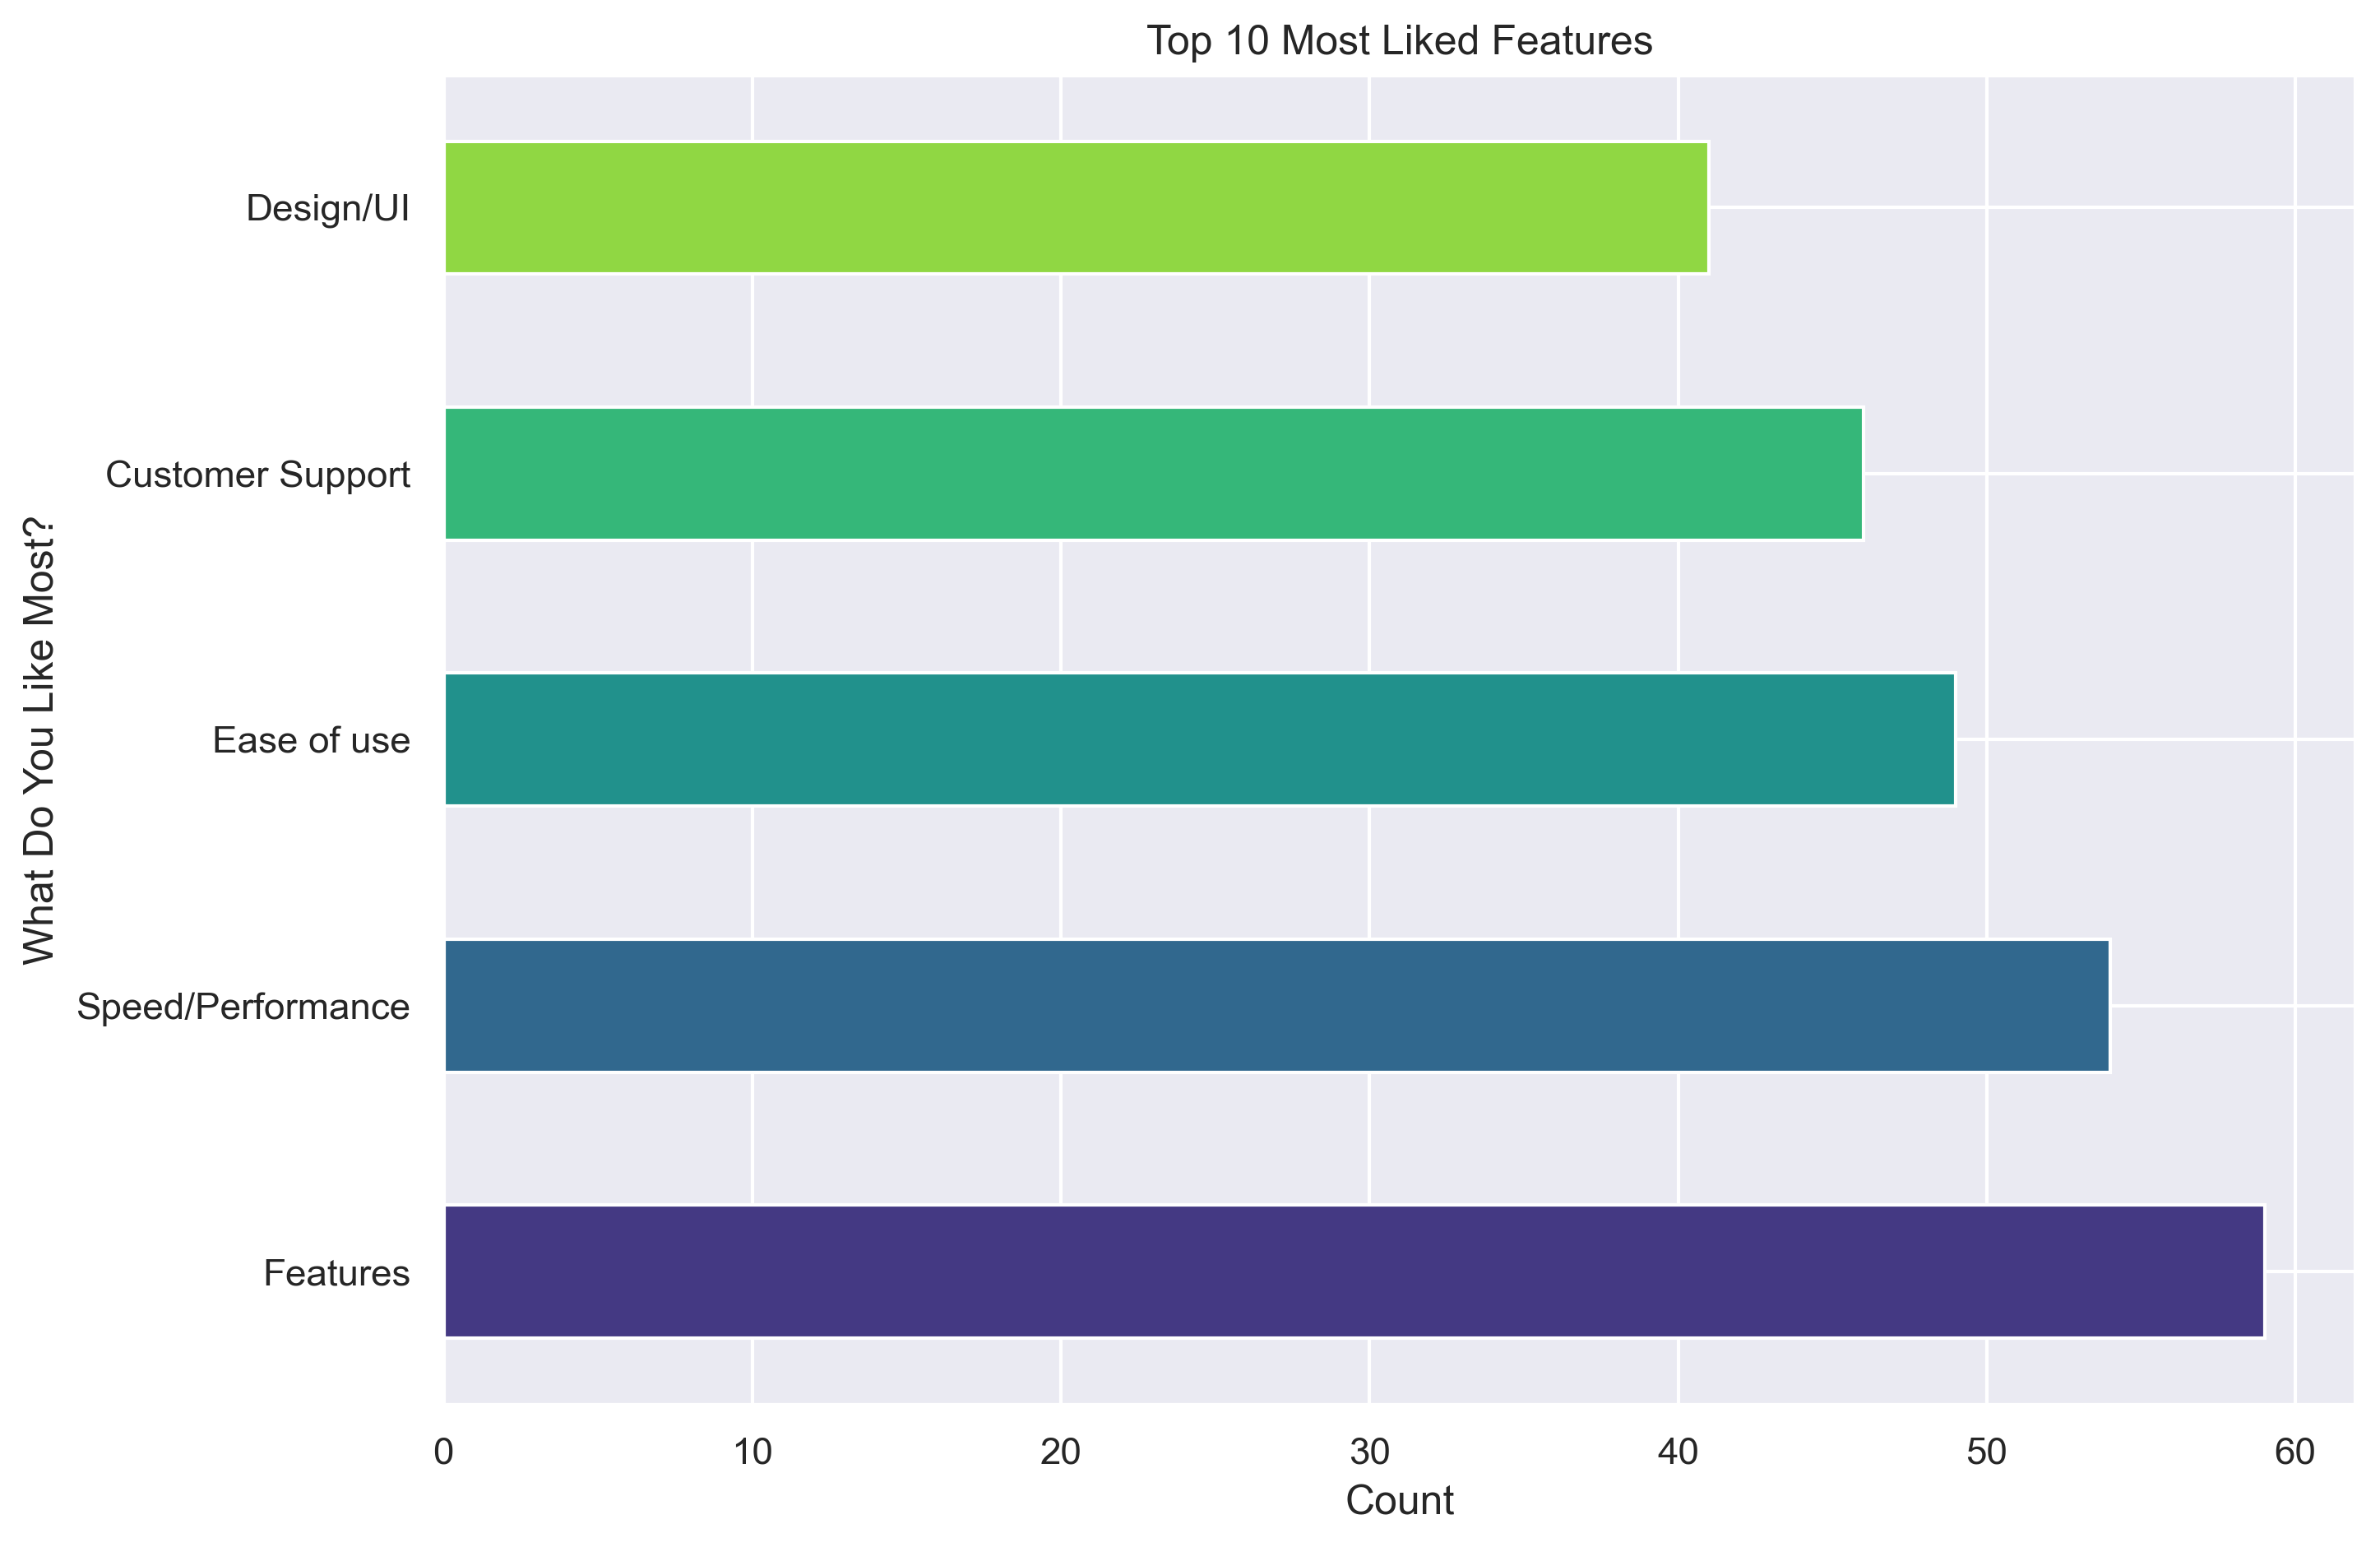 Top 10 Most Liked Features
What Do You Like Most?
Design/UI
Customer Support
Ease of use
Speed/Performance
Features
0 10 20 30 40 50 60
Count